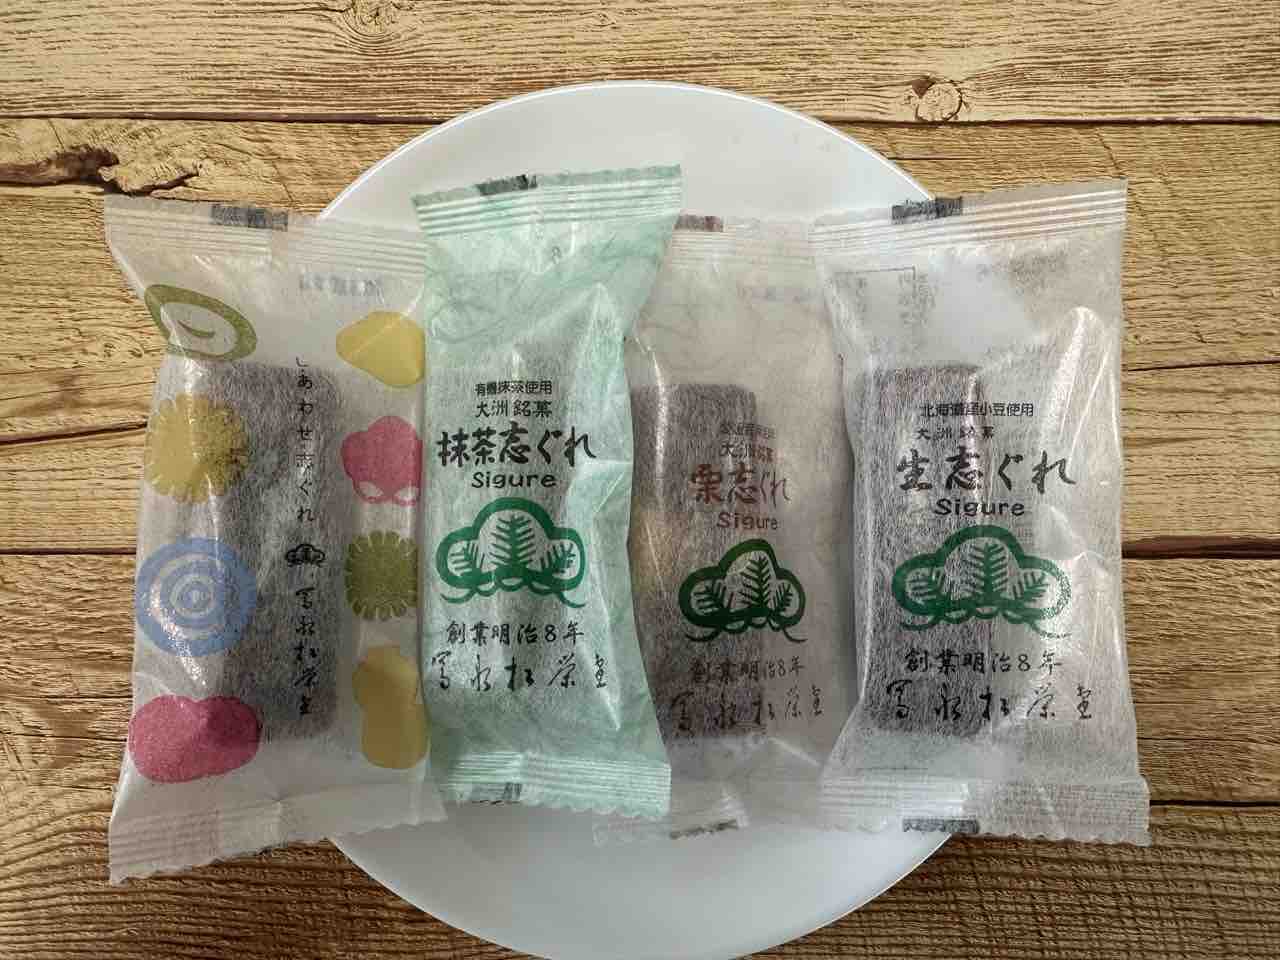 しあわせ志ぐれ
冨永松栄堂
有機抹茶使用
大洲銘菓
抹茶志ぐれ
Sigure
創業明治8年
冨永松栄堂
大洲銘菓
栗志ぐれ
Sigure
創業明治8年
冨永松栄堂
北海道産小豆使用
大洲銘菓
生志ぐれ
Sigure
創業明治8年
冨永松栄堂